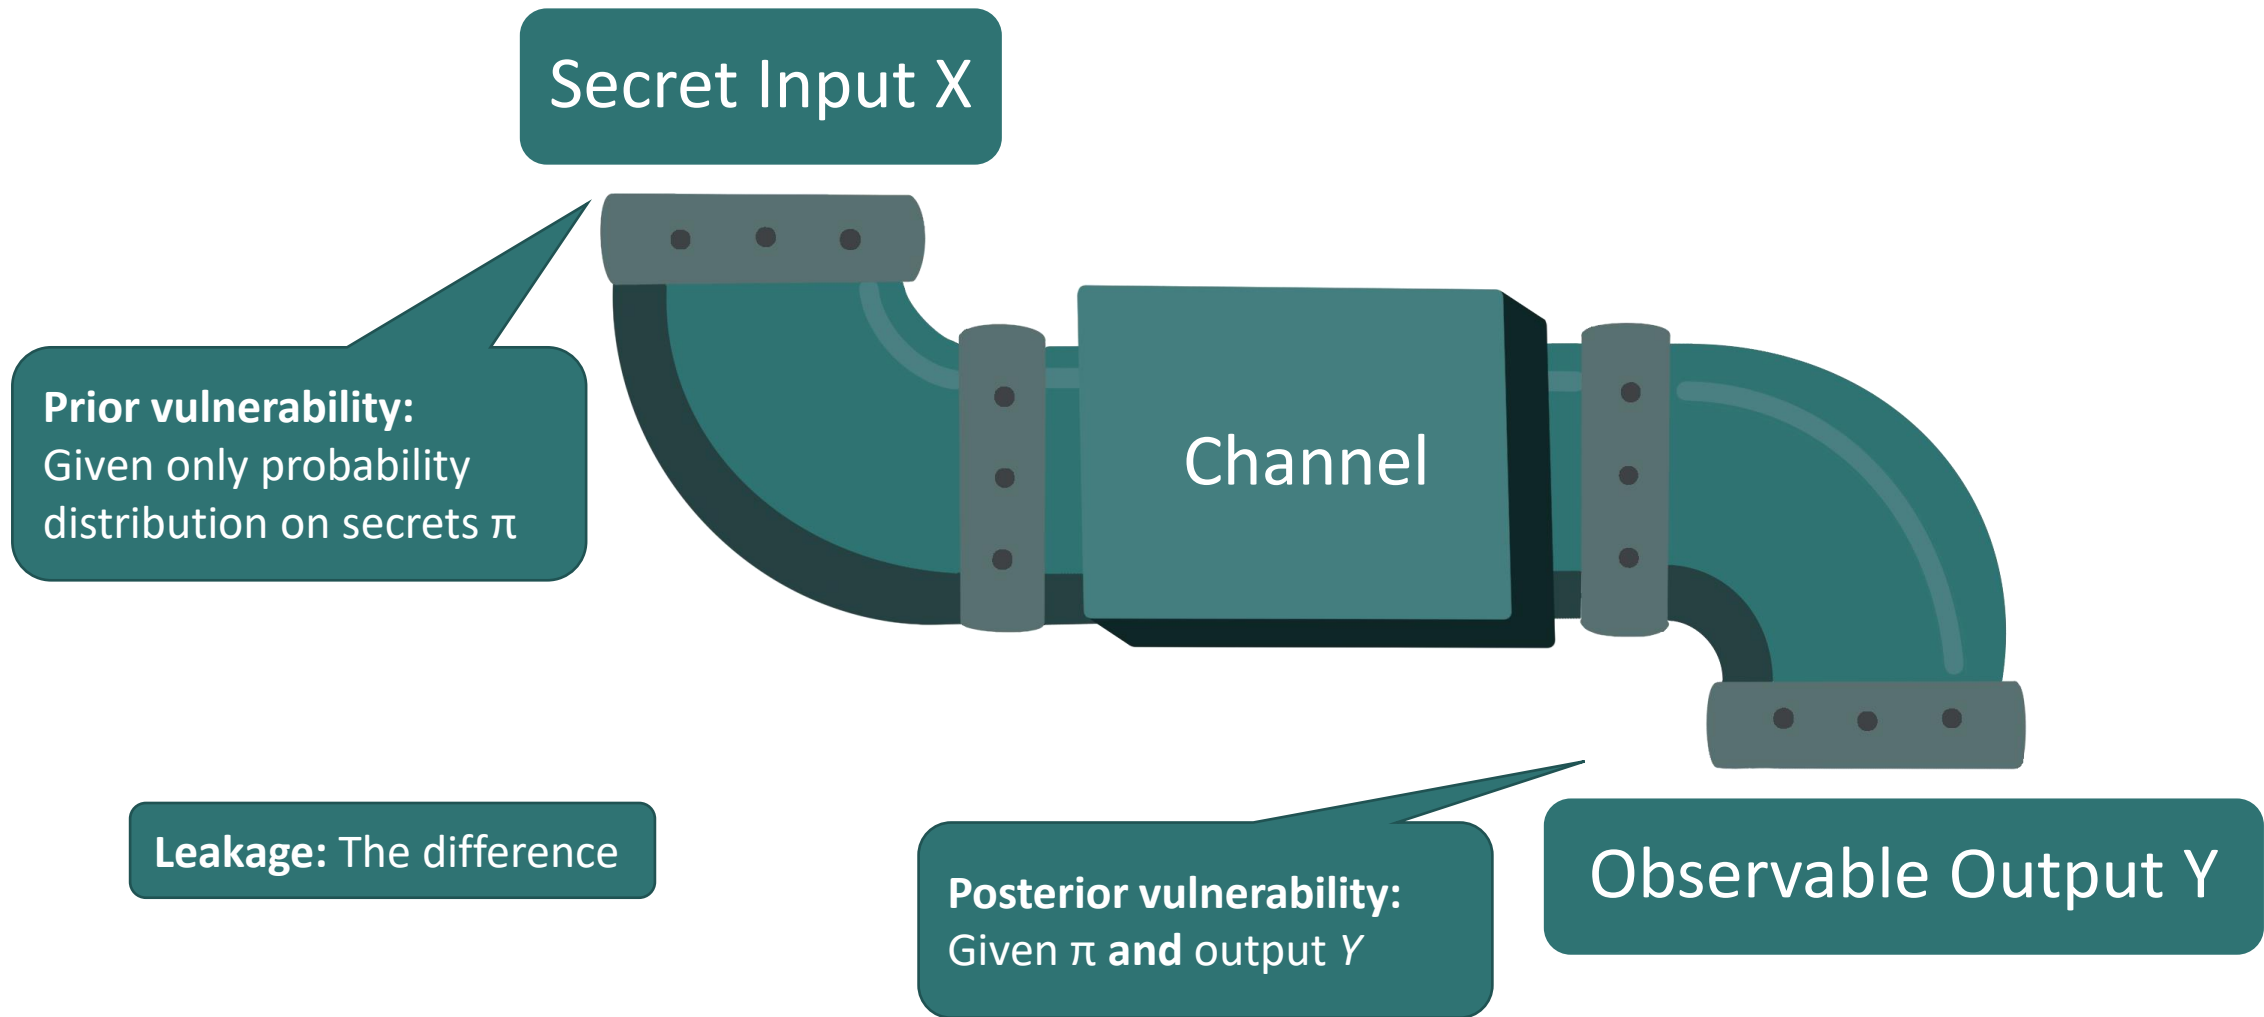 Secret Input X
Prior vulnerability:
Given only probability
distribution on secrets π
Channel
Leakage: The difference
Posterior vulnerability:
Given π and output Y
Observable Output Y